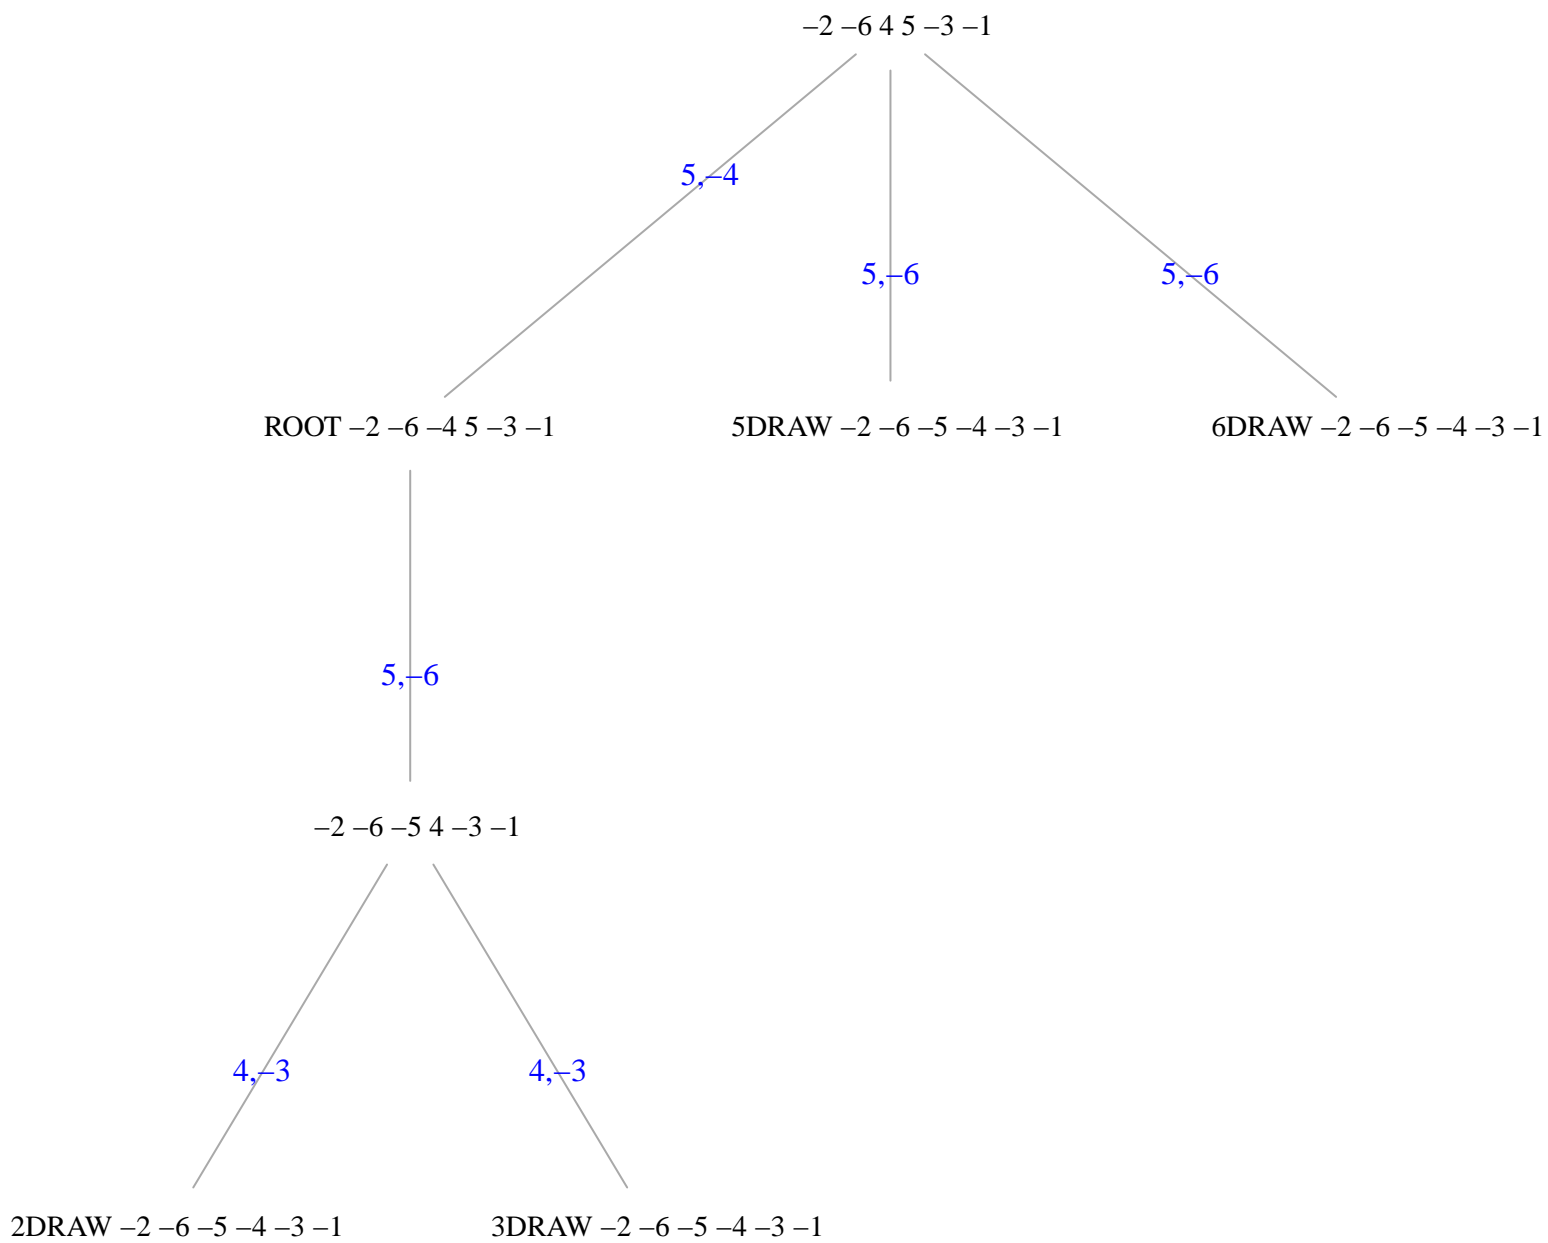 –2 –6 4 5 –3 –1
5,–4
5,–6
5,–6
ROOT –2 –6 –4 5 –3 –1
5DRAW –2 –6 –5 –4 –3 –1
6DRAW –2 –6 –5 –4 –3 –1
5,–6
–2 –6 –5 4 –3 –1
4,–3
4,–3
2DRAW –2 –6 –5 –4 –3 –1
3DRAW –2 –6 –5 –4 –3 –1